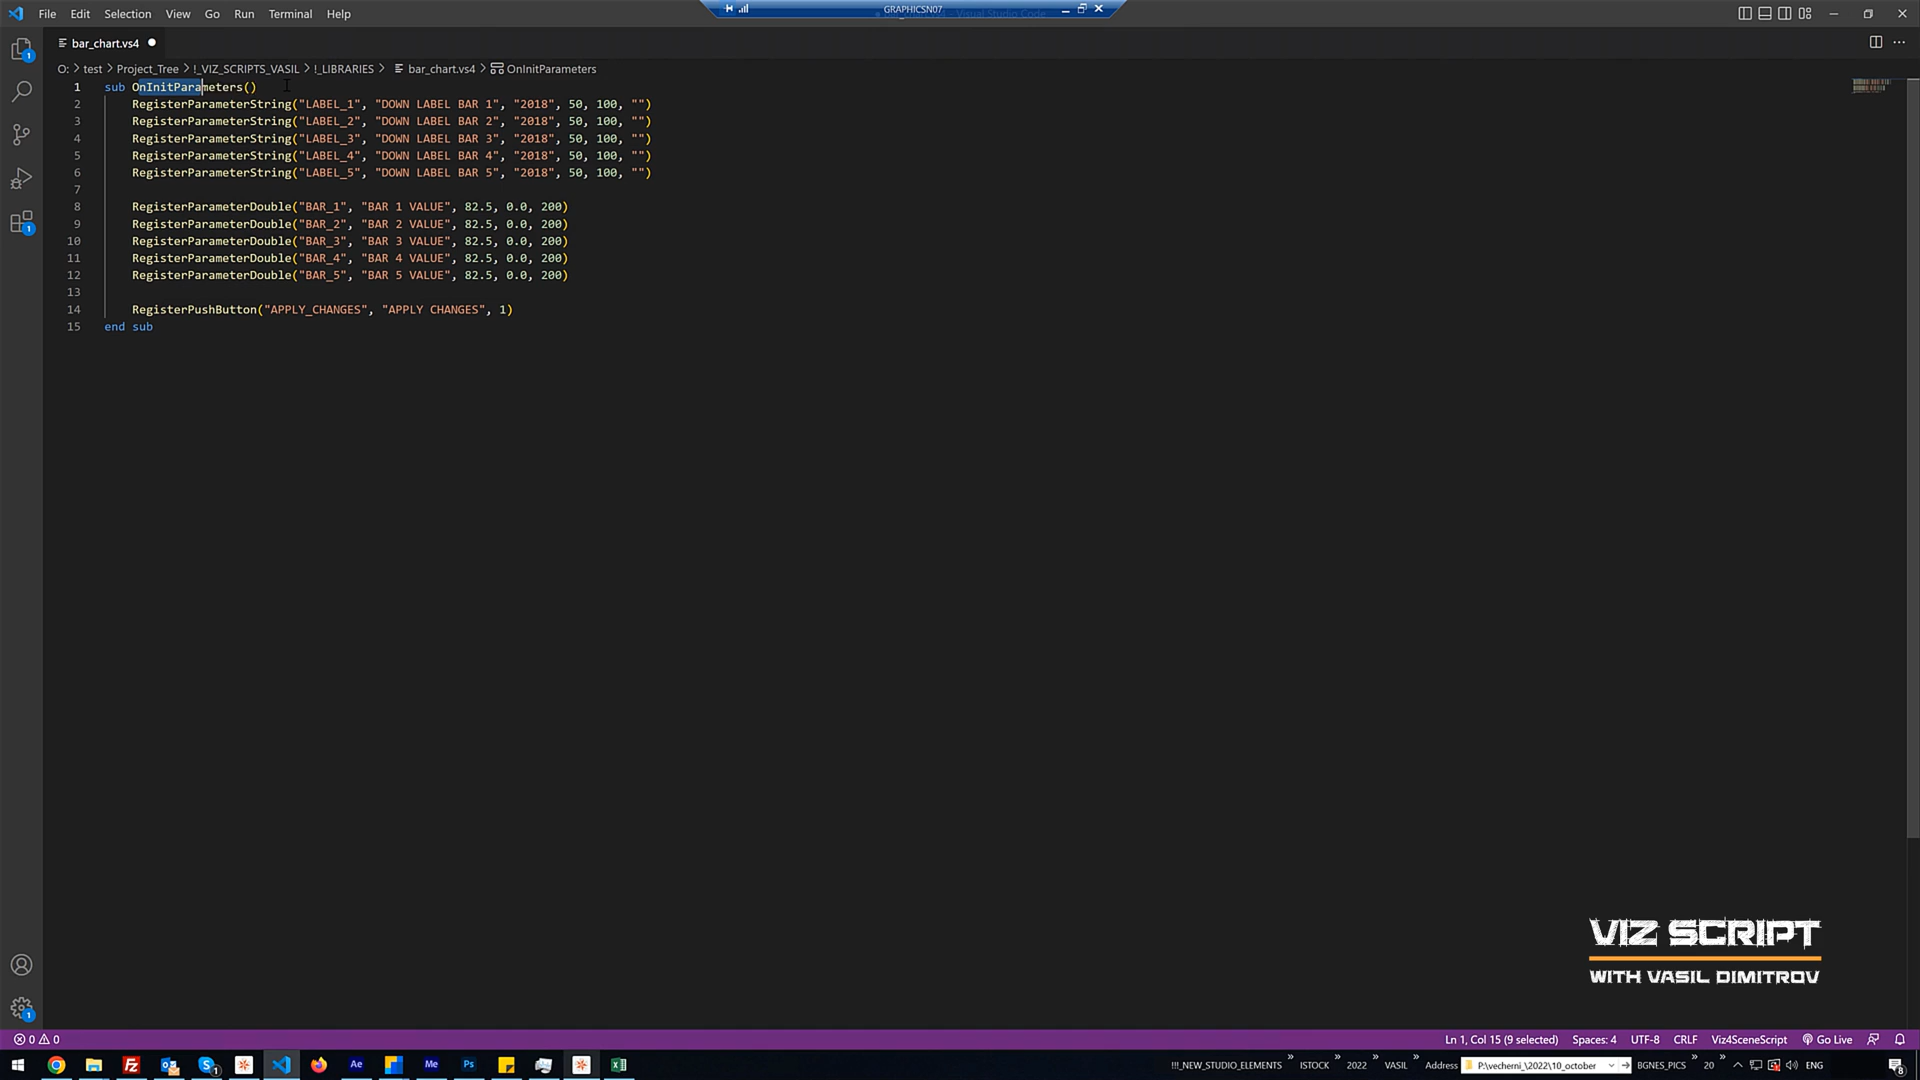 File Edit Selection View Go Run Terminal Help
GRAPHICSN07
bar_chart.vs4
O: > test > Project_Tree > !_VIZ_SCRIPTS_VASIL > !_LIBRARIES > bar_chart.vs4 > OnInitParameters
1 sub OnInitParameters()
2 RegisterParameterString("LABEL_1", "DOWN LABEL BAR 1", "2018", 50, 100, "")
3 RegisterParameterString("LABEL_2", "DOWN LABEL BAR 2", "2018", 50, 100, "")
4 RegisterParameterString("LABEL_3", "DOWN LABEL BAR 3", "2018", 50, 100, "")
5 RegisterParameterString("LABEL_4", "DOWN LABEL BAR 4", "2018", 50, 100, "")
6 RegisterParameterString("LABEL_5", "DOWN LABEL BAR 5", "2018", 50, 100, "")
7
8 RegisterParameterDouble("BAR_1", "BAR 1 VALUE", 82.5, 0.0, 200)
9 RegisterParameterDouble("BAR_2", "BAR 2 VALUE", 82.5, 0.0, 200)
10 RegisterParameterDouble("BAR_3", "BAR 3 VALUE", 82.5, 0.0, 200)
11 RegisterParameterDouble("BAR_4", "BAR 4 VALUE", 82.5, 0.0, 200)
12 RegisterParameterDouble("BAR_5", "BAR 5 VALUE", 82.5, 0.0, 200)
13
14 RegisterPushButton("APPLY_CHANGES", "APPLY CHANGES", 1)
15 end sub
VIZ SCRIPT
WITH VASIL DIMITROV
0 0 Ln 1, Col 15 (9 selected) Spaces: 4 UTF-8 CRLF Viz4SceneScript Go Live
!!!_NEW_STUDIO_ELEMENTS ISTOCK 2022 VASIL Address P:\vecherni_\2022\10_october BGNES_PICS 20 ENG